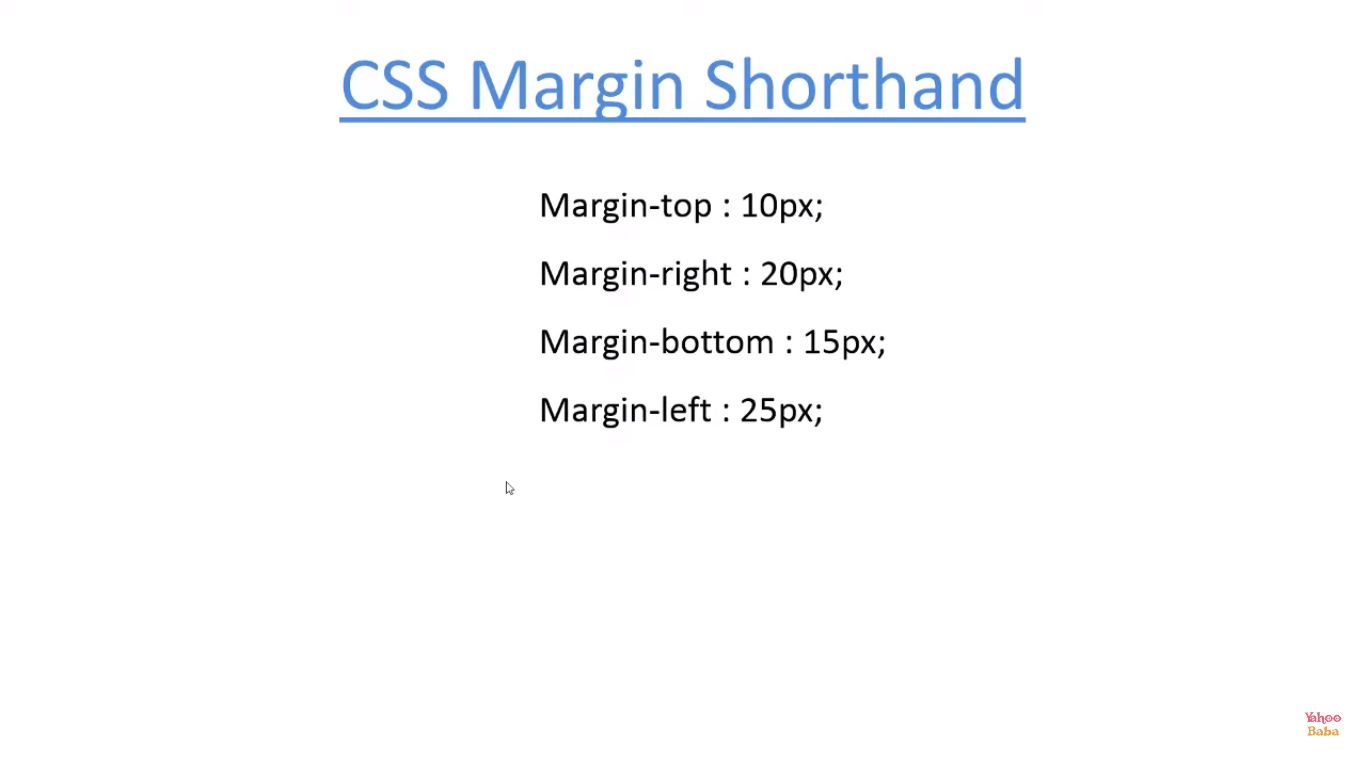 CSS Margin Shorthand
Margin-top : 10px;
Margin-right : 20px;
Margin-bottom : 15px;
Margin-left : 25px;
Yahoo
Baba